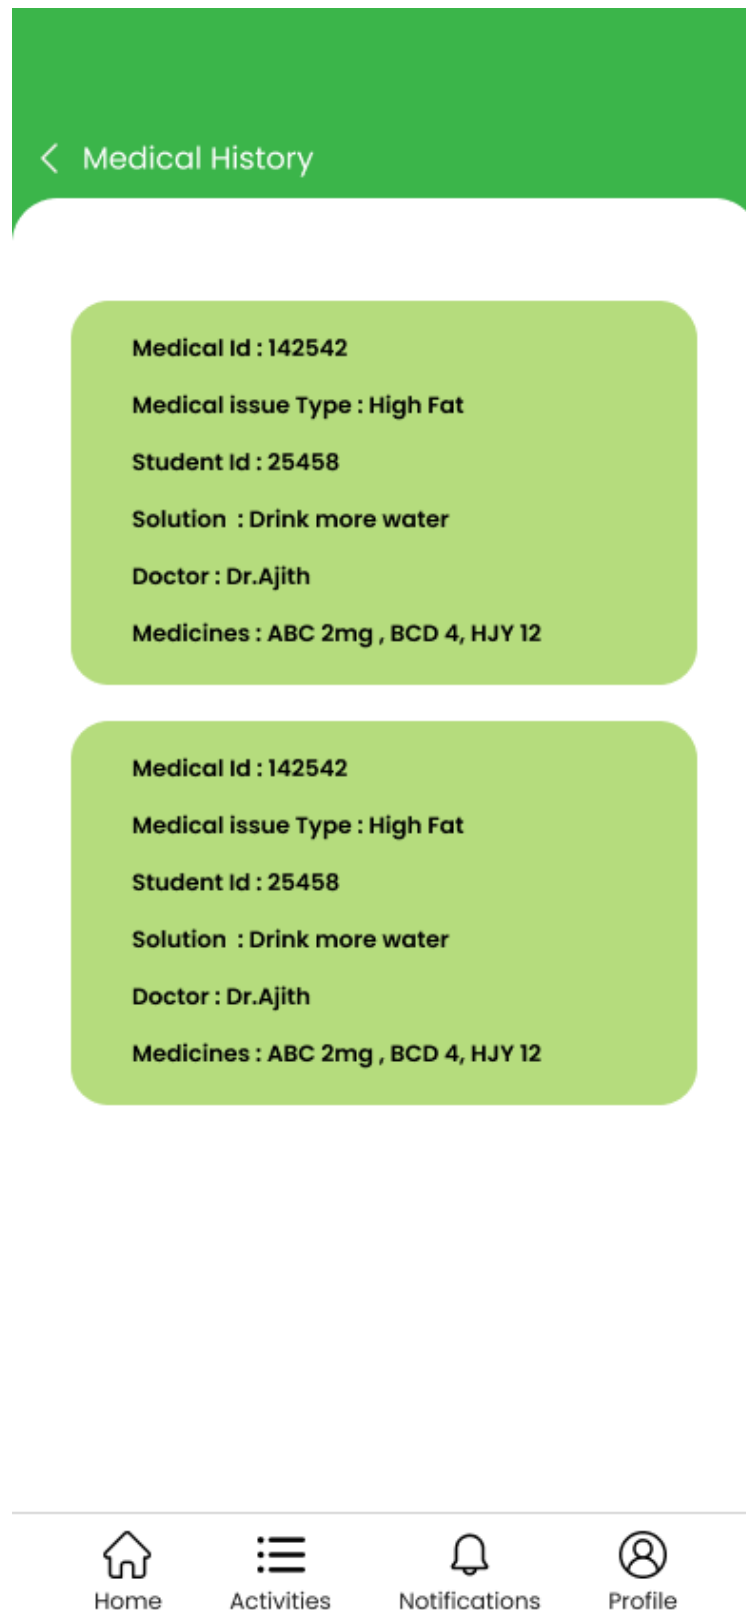 Medical History
Medical Id : 142542
Medical issue Type : High Fat
Student Id : 25458
Solution  : Drink more water
Doctor : Dr.Ajith
Medicines : ABC 2mg , BCD 4, HJY 12
Medical Id : 142542
Medical issue Type : High Fat
Student Id : 25458
Solution  : Drink more water
Doctor : Dr.Ajith
Medicines : ABC 2mg , BCD 4, HJY 12
Home Activities Notifications Profile